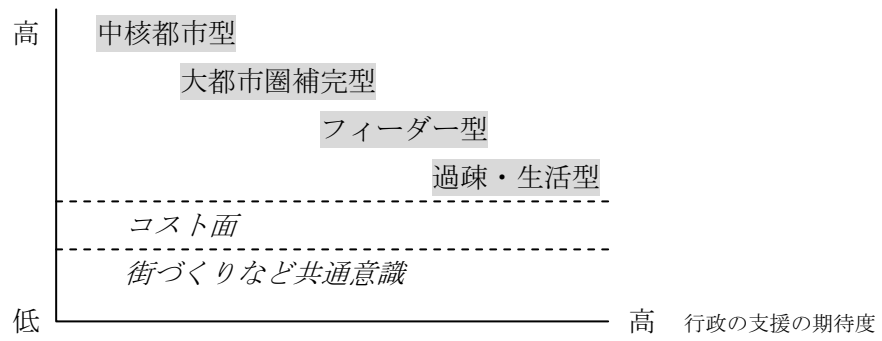 高 中核都市型
大都市圏補完型
フィーダー型
過疎・生活型
コスト面
街づくりなど共通意識
低 高 行政の支援の期待度